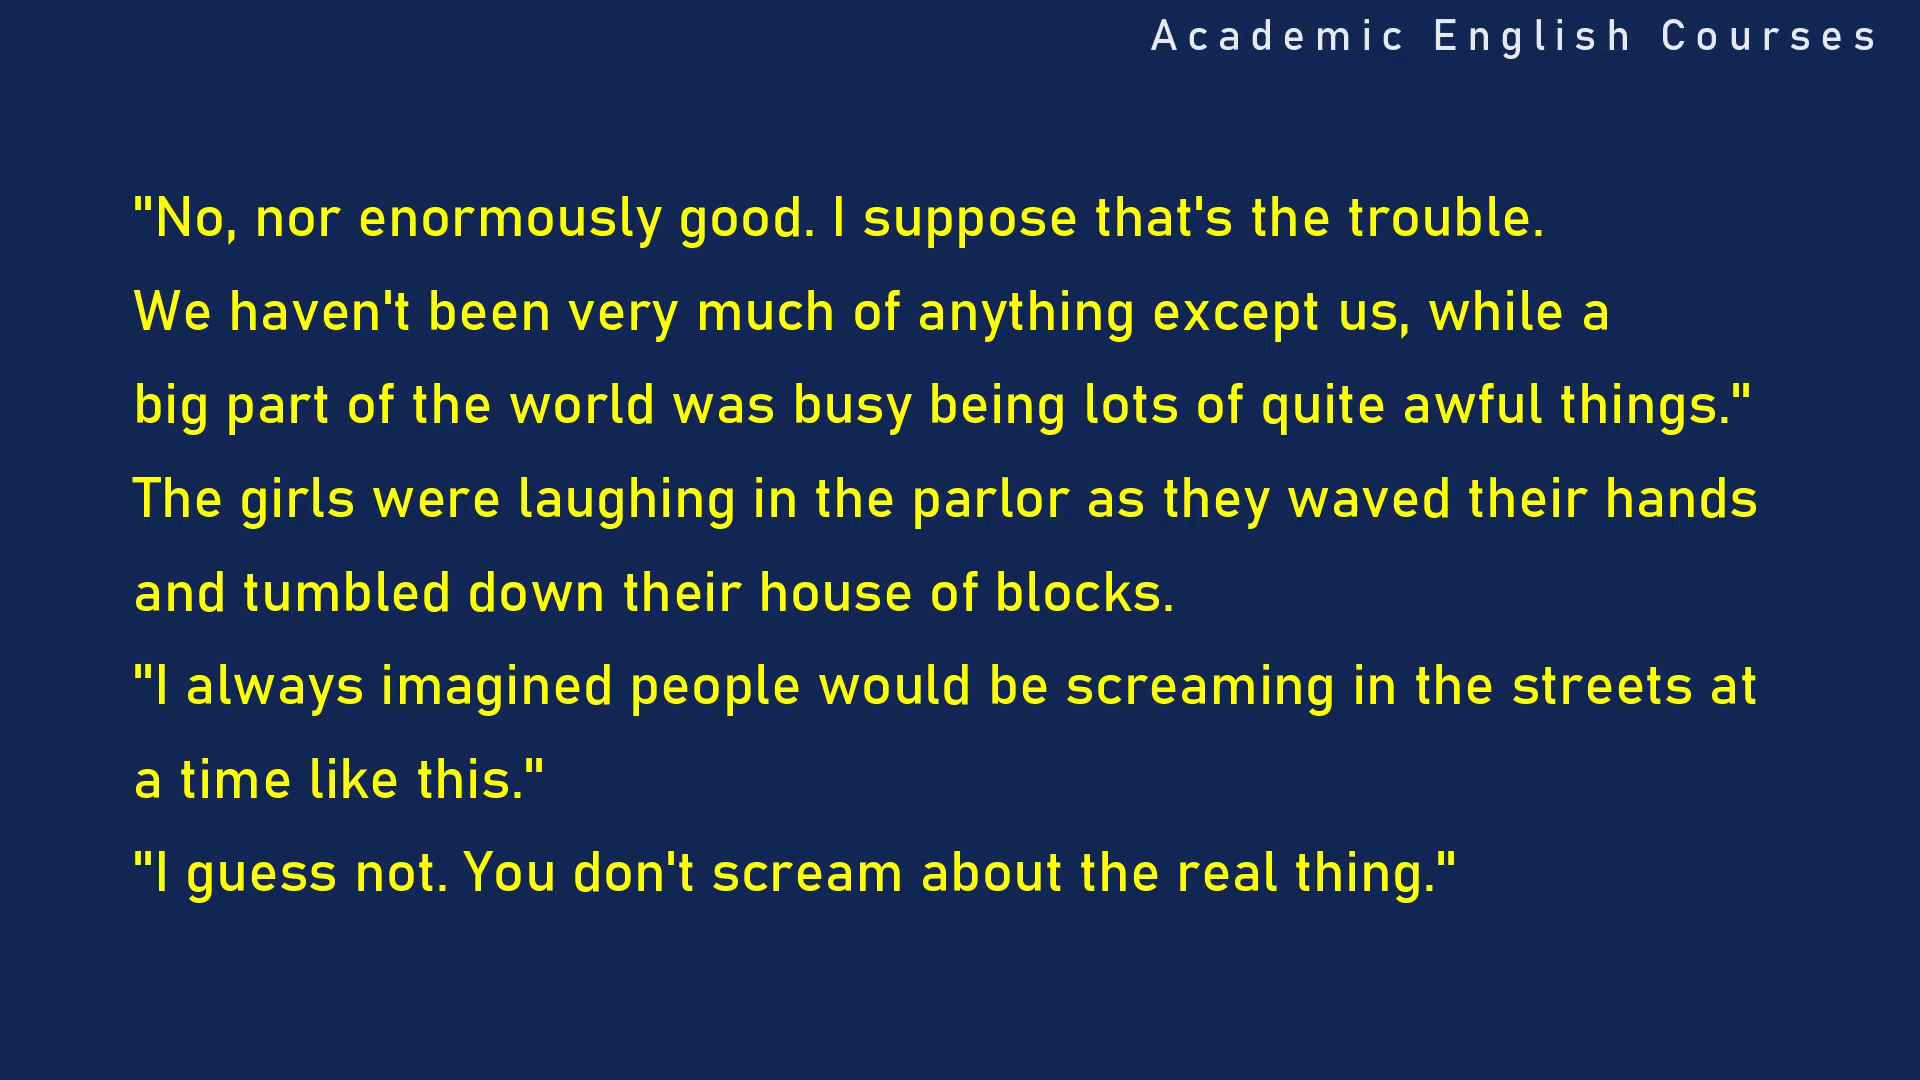 Academic English Courses
"No, nor enormously good. I suppose that's the trouble.
We haven't been very much of anything except us, while a
big part of the world was busy being lots of quite awful things."
The girls were laughing in the parlor as they waved their hands
and tumbled down their house of blocks.
"I always imagined people would be screaming in the streets at
a time like this."
"I guess not. You don't scream about the real thing."